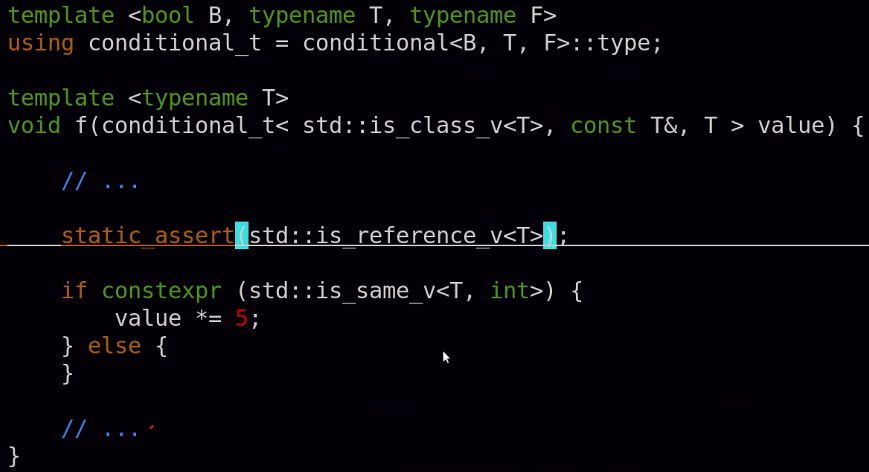 template <bool B, typename T, typename F>
using conditional_t = conditional<B, T, F>::type;
template <typename T>
void f(conditional_t< std::is_class_v<T>, const T&, T > value) {
// ...
static_assert(std::is_reference_v<T>);
if constexpr (std::is_same_v<T, int>) {
value *= 5;
} else {
}
// ...
}